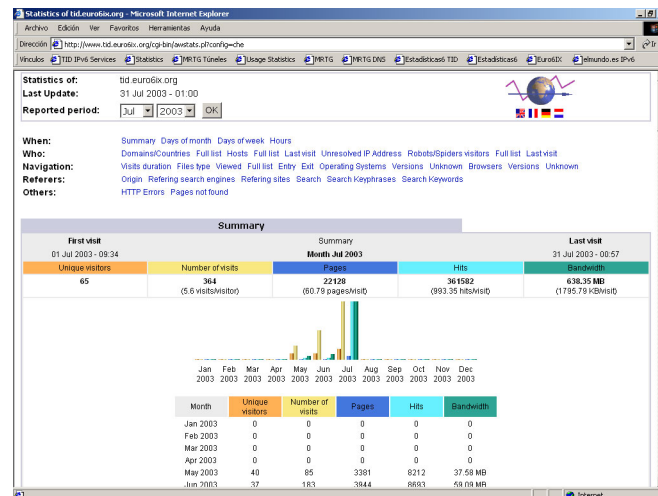 Statistics of tid.euro6ix.org - Microsoft Internet Explorer
Archivo Edición Ver Favoritos Herramientas Ayuda
Dirección http://www.tid.euro6ix.org/cgi-bin/awstats.pl?config=che Ir
Vínculos TID IPv6 Services Statistics MRTG Túneles Usage Statistics MRTG MRTG DNS Estadisticas6 TID Estadisticas6 Euro6IX elmundo.es IPv6
Statistics of: tid.euro6ix.org
Last Update: 31 Jul 2003 - 01:00
Reported period: Jul 2003 OK
When: Summary Days of month Days of week Hours
Who: Domains/Countries Full list Hosts Full list Last visit Unresolved IP Address Robots/Spiders visitors Full list Last visit
Navigation: Visits duration Files type Viewed Full list Entry Exit Operating Systems Versions Unknown Browsers Versions Unknown
Referers: Origin Refering search engines Refering sites Search Search Keyphrases Search Keywords
Others: HTTP Errors Pages not found
Summary
First visit Summary Last visit
01 Jul 2003 - 09:34 Month Jul 2003 31 Jul 2003 - 00:57
Unique visitors Number of visits Pages Hits Bandwidth
65 364 22128 361582 638.35 MB
(5.6 visits/visitor) (60.79 pages/visit) (993.35 hits/visit) (1795.79 KB/visit)
Jan Feb Mar Apr May Jun Jul Aug Sep Oct Nov Dec
2003 2003 2003 2003 2003 2003 2003 2003 2003 2003 2003 2003
Month Unique visitors Number of visits Pages Hits Bandwidth
Jan 2003 0 0 0 0 0
Feb 2003 0 0 0 0 0
Mar 2003 0 0 0 0 0
Apr 2003 0 0 0 0 0
May 2003 40 85 3381 8212 37.58 MB
Jun 2003 37 183 3944 8693 59.09 MB
Internet